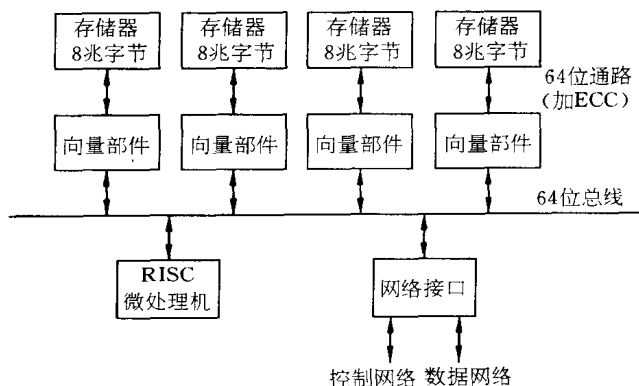 存储器
8兆字节
存储器
8兆字节
存储器
8兆字节
存储器
8兆字节
64位通路
（加ECC）
向量部件
向量部件
向量部件
向量部件
64位总线
RISC
微处理机
网络接口
控制网络
数据网络